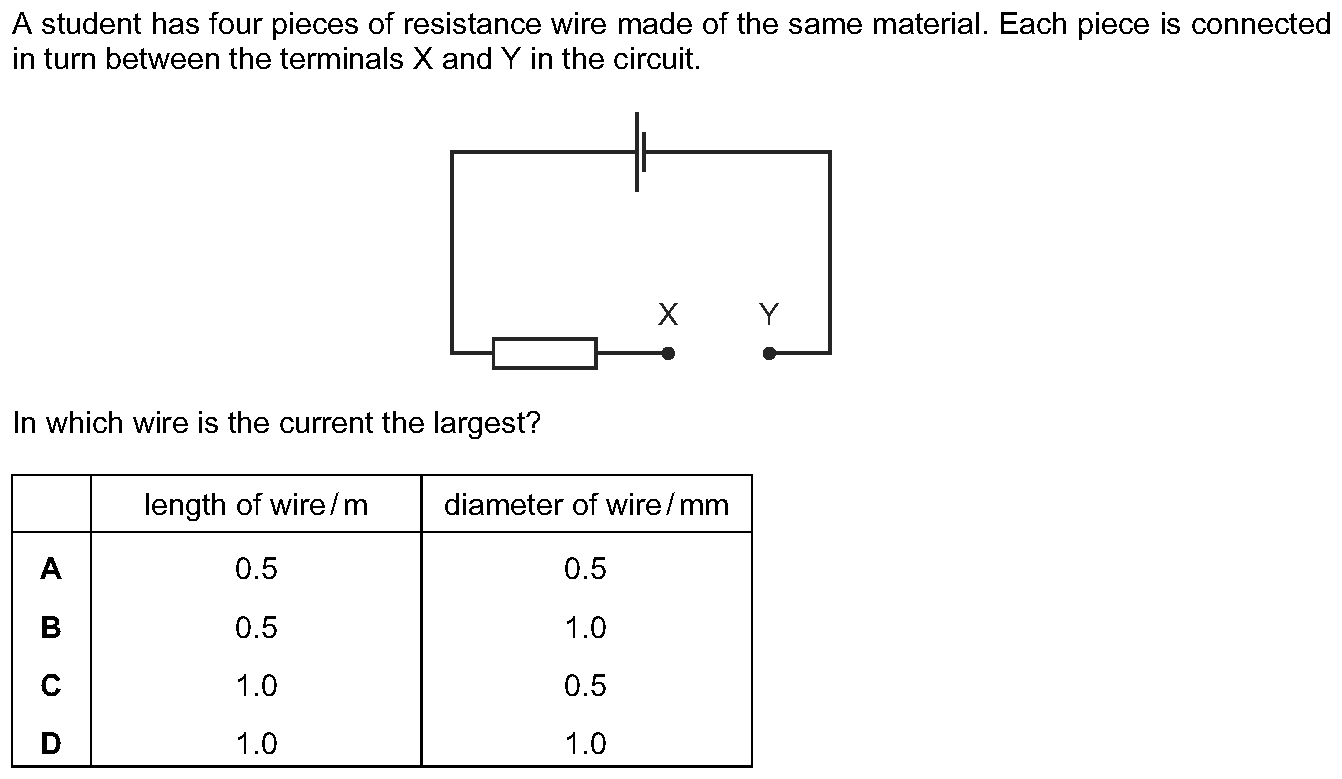 A student has four pieces of resistance wire made of the same material. Each piece is connected
in turn between the terminals X and Y in the circuit.
X Y
In which wire is the current the largest?
length of wire / m diameter of wire / mm
A 0.5 0.5
B 0.5 1.0
C 1.0 0.5
D 1.0 1.0